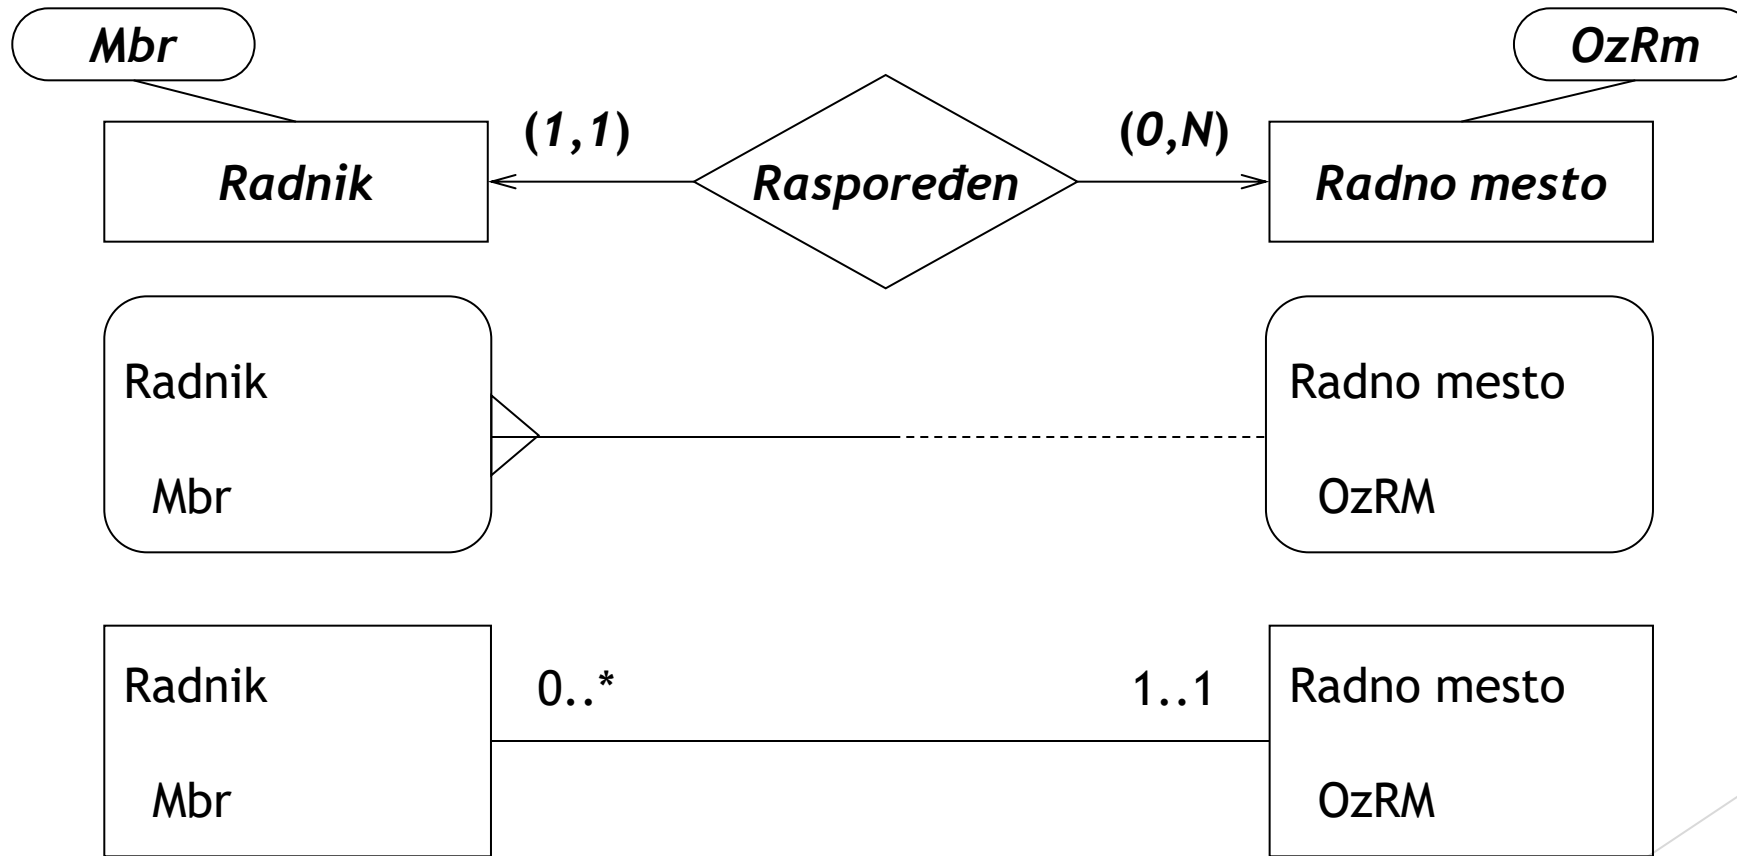 Mbr
OzRm
(1,1)
(0,N)
Radnik
Raspoređen
Radno mesto
Radnik
Radno mesto
Mbr
OzRM
Radnik
0..*
1..1
Radno mesto
Mbr
OzRM